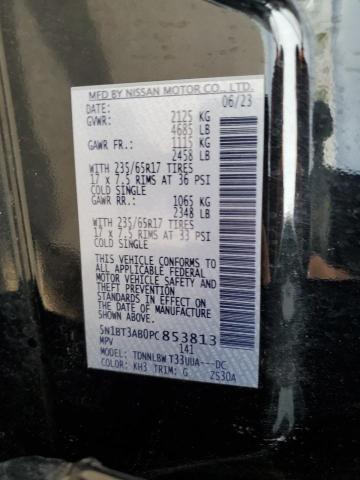 MFD BY NISSAN MOTOR CO., LTD.
DATE: 06/23
GVWR: 2125 KG
4685 LB
GAWR FR.: 1115 KG
2458 LB
WITH 235/65R17 TIRES
17 x 7.5 RIMS AT 36 PSI
COLD SINGLE
GAWR RR.: 1065 KG
2348 LB
WITH 235/65R17 TIRES
17 x 7.5 RIMS AT 33 PSI
COLD SINGLE
THIS VEHICLE CONFORMS TO
ALL APPLICABLE FEDERAL
MOTOR VEHICLE SAFETY AND
THEFT PREVENTION
STANDARDS IN EFFECT ON
THE DATE OF MANUFACTURE
SHOWN ABOVE.
5N1BT3AB0PC853813
MPV 141
MODEL: TDNNLBW T33UUA---DC
COLOR: KH3 TRIM: G 2S30A